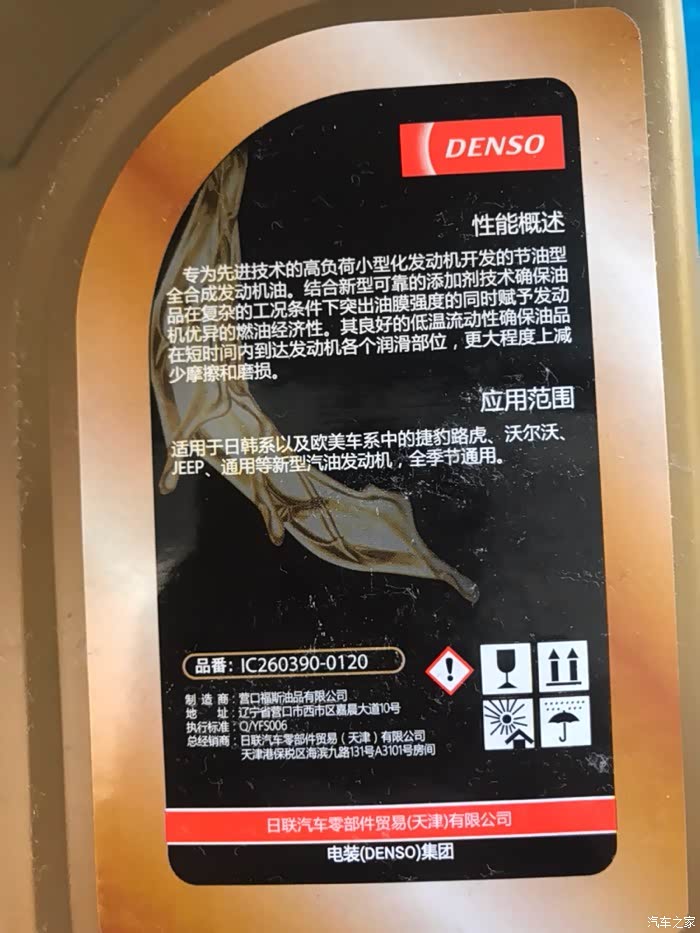 DENSO
性能概述
专为先进技术的高负荷小型化发动机开发的节油型
全合成发动机油。结合新型可靠的添加剂技术确保油
品在复杂的工况条件下突出油膜强度的同时赋予发动
机优异的燃油经济性。其良好的低温流动性确保油品
在短时间内到达发动机各个润滑部位，更大程度上减
少摩擦和磨损。
应用范围
适用于日韩系以及欧美车系中的捷豹路虎、沃尔沃、
JEEP、通用等新型汽油发动机，全季节通用。
品番：IC260390-0120
制造商：营口福斯油品有限公司
地址：辽宁省营口市西市区嘉晨大道10号
执行标准：Q/YFS006
总经销商：日联汽车零部件贸易（天津）有限公司
天津港保税区海滨九路131号A3101号房间
日联汽车零部件贸易(天津)有限公司
电装(DENSO)集团
汽车之家